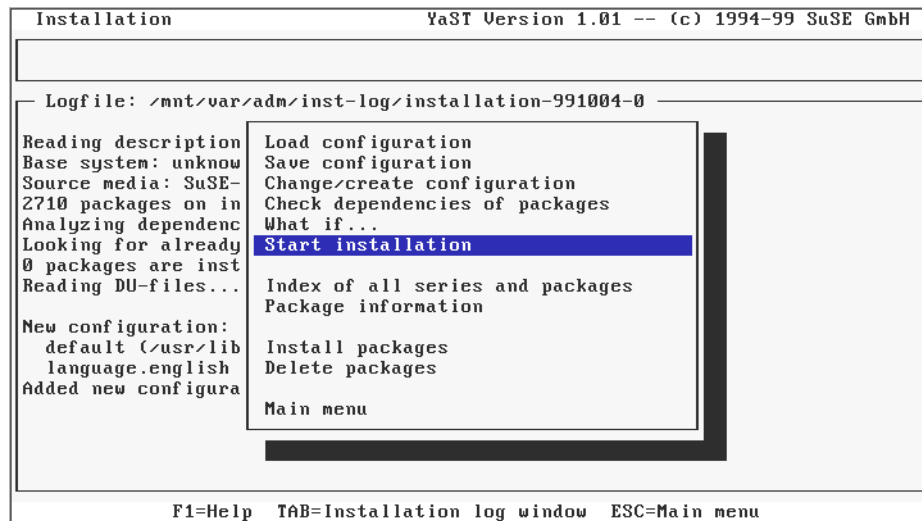 Installation YaST Version 1.01 -- (c) 1994-99 SuSE GmbH
Logfile: /mnt/var/adm/inst-log/installation-991004-0
Reading description
Base system: unknow
Source media: SuSE-
2710 packages on in
Analyzing dependenc
Looking for already
0 packages are inst
Reading DU-files...
New configuration:
default (/usr/lib
language.english
Added new configura
Load configuration
Save configuration
Change/create configuration
Check dependencies of packages
What if...
Start installation
Index of all series and packages
Package information
Install packages
Delete packages
Main menu
F1=Help TAB=Installation log window ESC=Main menu